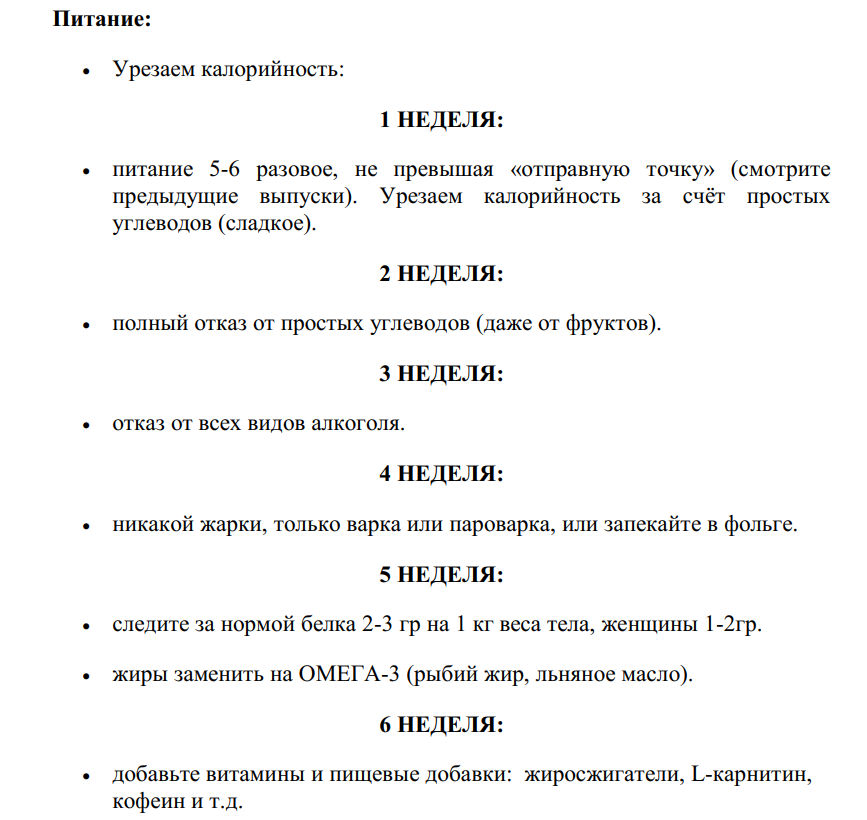 Питание:
• Урезаем калорийность:
1 НЕДЕЛЯ:
• питание 5-6 разовое, не превышая «отправную точку» (смотрите
предыдущие выпуски). Урезаем калорийность за счёт простых
углеводов (сладкое).
2 НЕДЕЛЯ:
• полный отказ от простых углеводов (даже от фруктов).
3 НЕДЕЛЯ:
• отказ от всех видов алкоголя.
4 НЕДЕЛЯ:
• никакой жарки, только варка или пароварка, или запекайте в фольге.
5 НЕДЕЛЯ:
• следите за нормой белка 2-3 гр на 1 кг веса тела, женщины 1-2гр.
• жиры заменить на ОМЕГА-3 (рыбий жир, льняное масло).
6 НЕДЕЛЯ:
• добавьте витамины и пищевые добавки: жиросжигатели, L-карнитин,
кофеин и т.д.